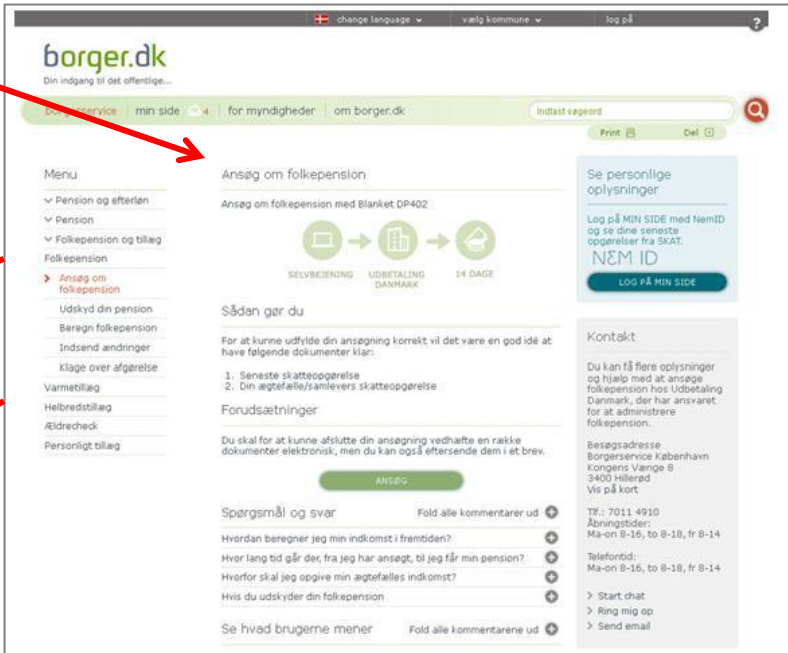 change language
vælg kommune
log på
?
borger.dk
Din indgang til det offentlige...
borgerservice
min side
4
for myndigheder
om borger.dk
Indtast søgeord
Print
Del
Menu
Pension og efterløn
Pension
Folkepension og tillæg
Folkepension
Ansøg om
folkepension
Udskyd din pension
Beregn folkepension
Indsend ændringer
Klage over afgørelse
Varmetillæg
Helbredstillæg
Ældrecheck
Personligt tillæg
Ansøg om folkepension
Ansøg om folkepension med Blanket DP402
SELVBEJENING
UDBETALING
DANMARK
14 DAGE
Sådan gør du
For at kunne udfylde din ansøgning korrekt vil det være en god idé at
have følgende dokumenter klar:
1. Seneste skatteopgørelse
2. Din ægtefælle/samlevers skatteopgørelse
Forudsætninger
Du skal for at kunne afslutte din ansøgning vedhæfte en række
dokumenter elektronisk, men du kan også eftersende dem i et brev.
ANSØG
Spørgsmål og svar
Fold alle kommentarer ud
Hvordan beregner jeg min indkomst i fremtiden?
Hvor lang tid går der, fra jeg har ansøgt, til jeg får min pension?
Hvorfor skal jeg opgive min ægtefælles indkomst?
Hvis du udskyder din folkepension
Se hvad brugerne mener
Fold alle kommentarene ud
Se personlige
oplysninger
Log på MIN SIDE med NemID
og se dine seneste
opgørelser fra SKAT.
NEM ID
LOG PÅ MIN SIDE
Kontakt
Du kan få flere oplysninger
og hjælp med at ansøge
folkepension hos Udbetaling
Danmark, der har ansvaret
for at administrere
folkepension.
Besøgsadresse
Borgerservice København
Kongens Vænge 8
3400 Hillerød
Vis på kort
Tlf.: 7011 4910
Åbningstider:
Ma-on 8-16, to 8-18, fr 8-14
Telefontid:
Ma-on 8-16, to 8-18, fr 8-14
Start chat
Ring mig op
Send email